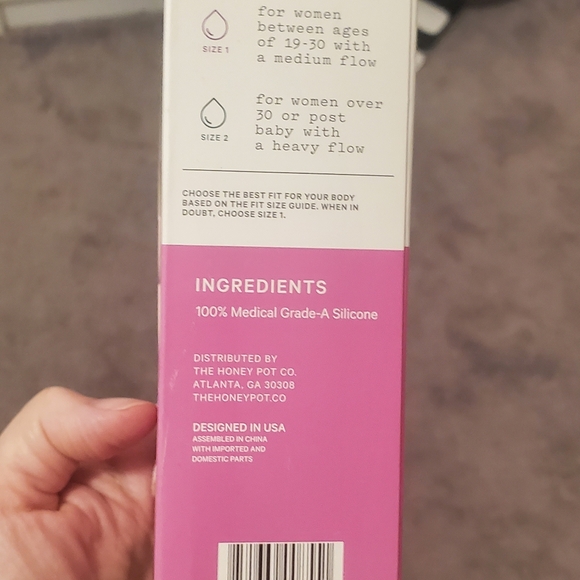 for women
between ages
of 19-30 with
a medium flow
SIZE 1
for women over
30 or post
baby with
a heavy flow
SIZE 2
CHOOSE THE BEST FIT FOR YOUR BODY
BASED ON THE FIT SIZE GUIDE. WHEN IN
DOUBT, CHOOSE SIZE 1.
INGREDIENTS
100% Medical Grade-A Silicone
DISTRIBUTED BY
THE HONEY POT CO.
ATLANTA, GA 30308
THEHONEYPOT.CO
DESIGNED IN USA
ASSEMBLED IN CHINA
WITH IMPORTED AND
DOMESTIC PARTS